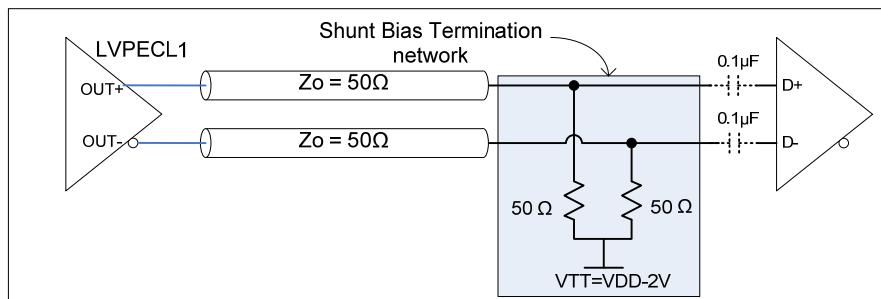 Shunt Bias Termination
network
LVPECL1
OUT+
OUT-
Zo = 50Ω
Zo = 50Ω
0.1µF
0.1µF
D+
D-
50 Ω
50 Ω
VTT=VDD-2V